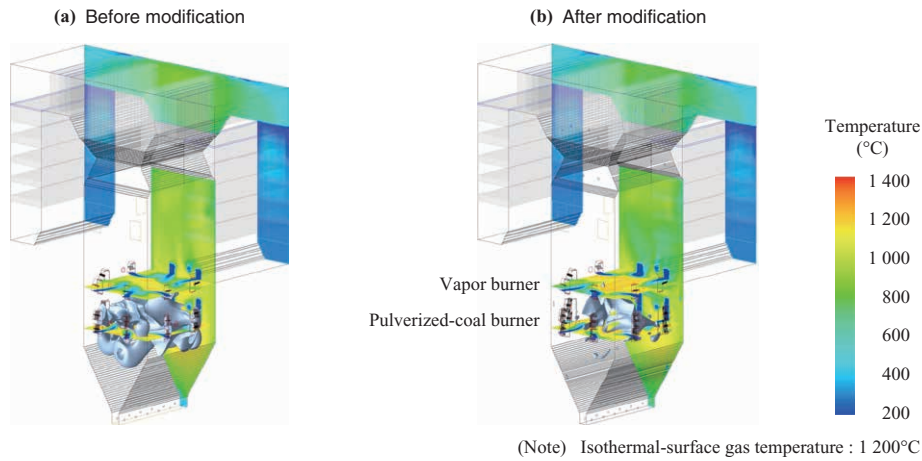 (a) Before modification
(b) After modification
Temperature
(°C)
1 400
1 200
1 000
800
600
400
200
Vapor burner
Pulverized-coal burner
(Note) Isothermal-surface gas temperature : 1 200°C